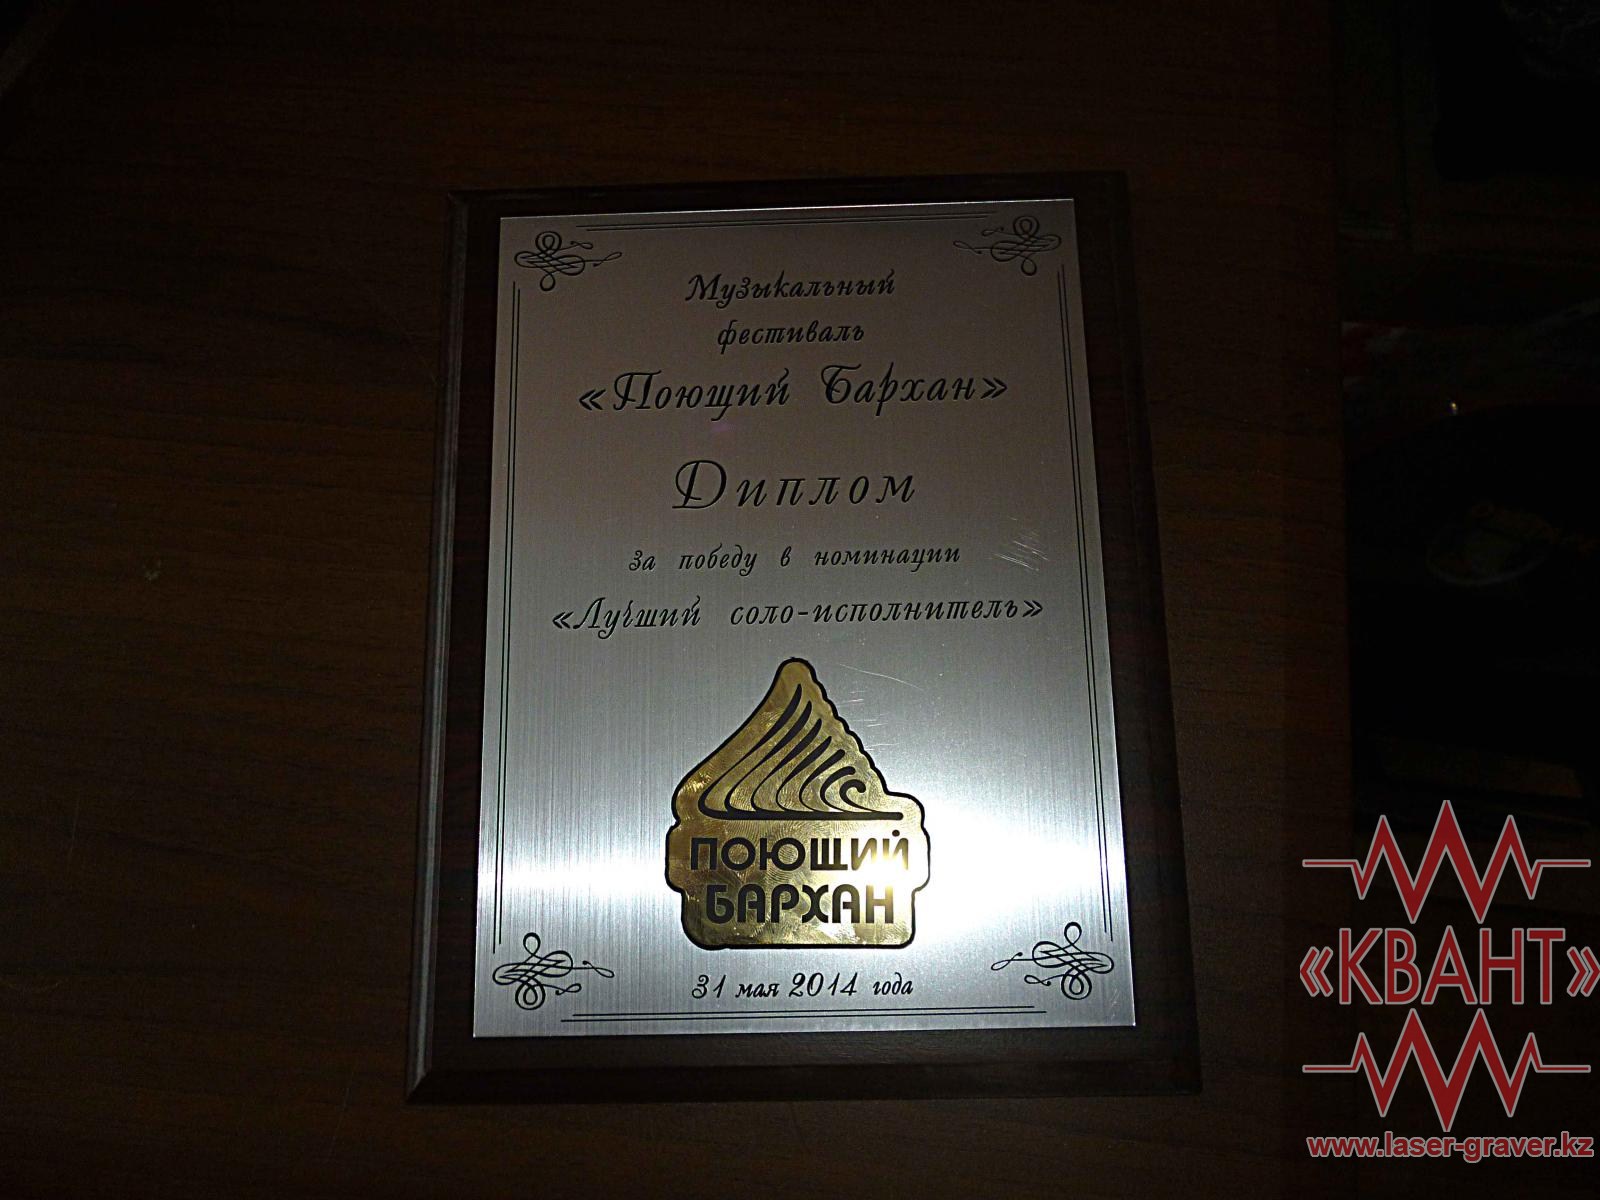 Музыкальный
фестиваль
«Поющий Бархан»
Диплом
за победу в номинации
«Лучший соло-исполнитель»
ПОЮЩИЙ
БАРХАН
31 мая 2014 года
«КВАНТ»
www.laser-graver.kz